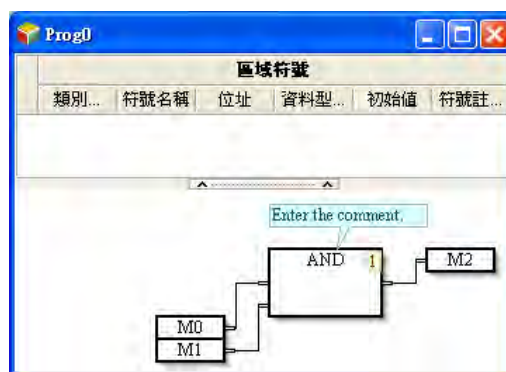 Prog0
區域符號
類別... 符號名稱 位址 資料型... 初始值 符號註...
Enter the comment.
AND 1
M2
M0
M1